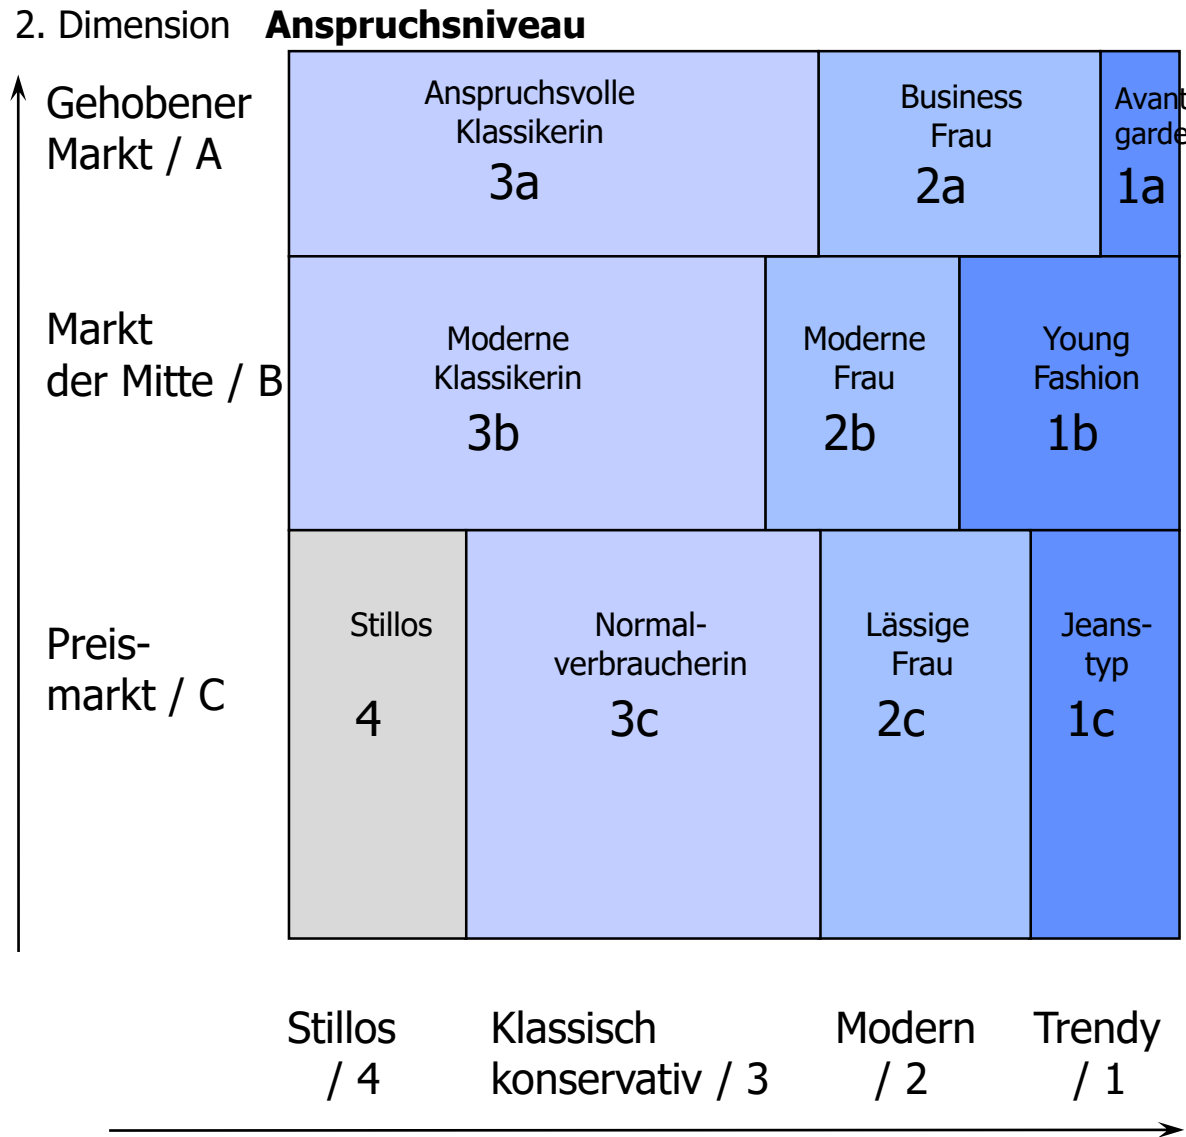 2. Dimension Anspruchsniveau
Gehobener
Markt / A
Anspruchsvolle
Klassikerin
3a
Business
Frau
2a
Avant
garde
1a
Markt
der Mitte / B
Moderne
Klassikerin
3b
Moderne
Frau
2b
Young
Fashion
1b
Preis-
markt / C
Stillos
4
Normal-
verbraucherin
3c
Lässige
Frau
2c
Jeans-
typ
1c
Stillos
/ 4
Klassisch
konservativ / 3
Modern
/ 2
Trendy
/ 1